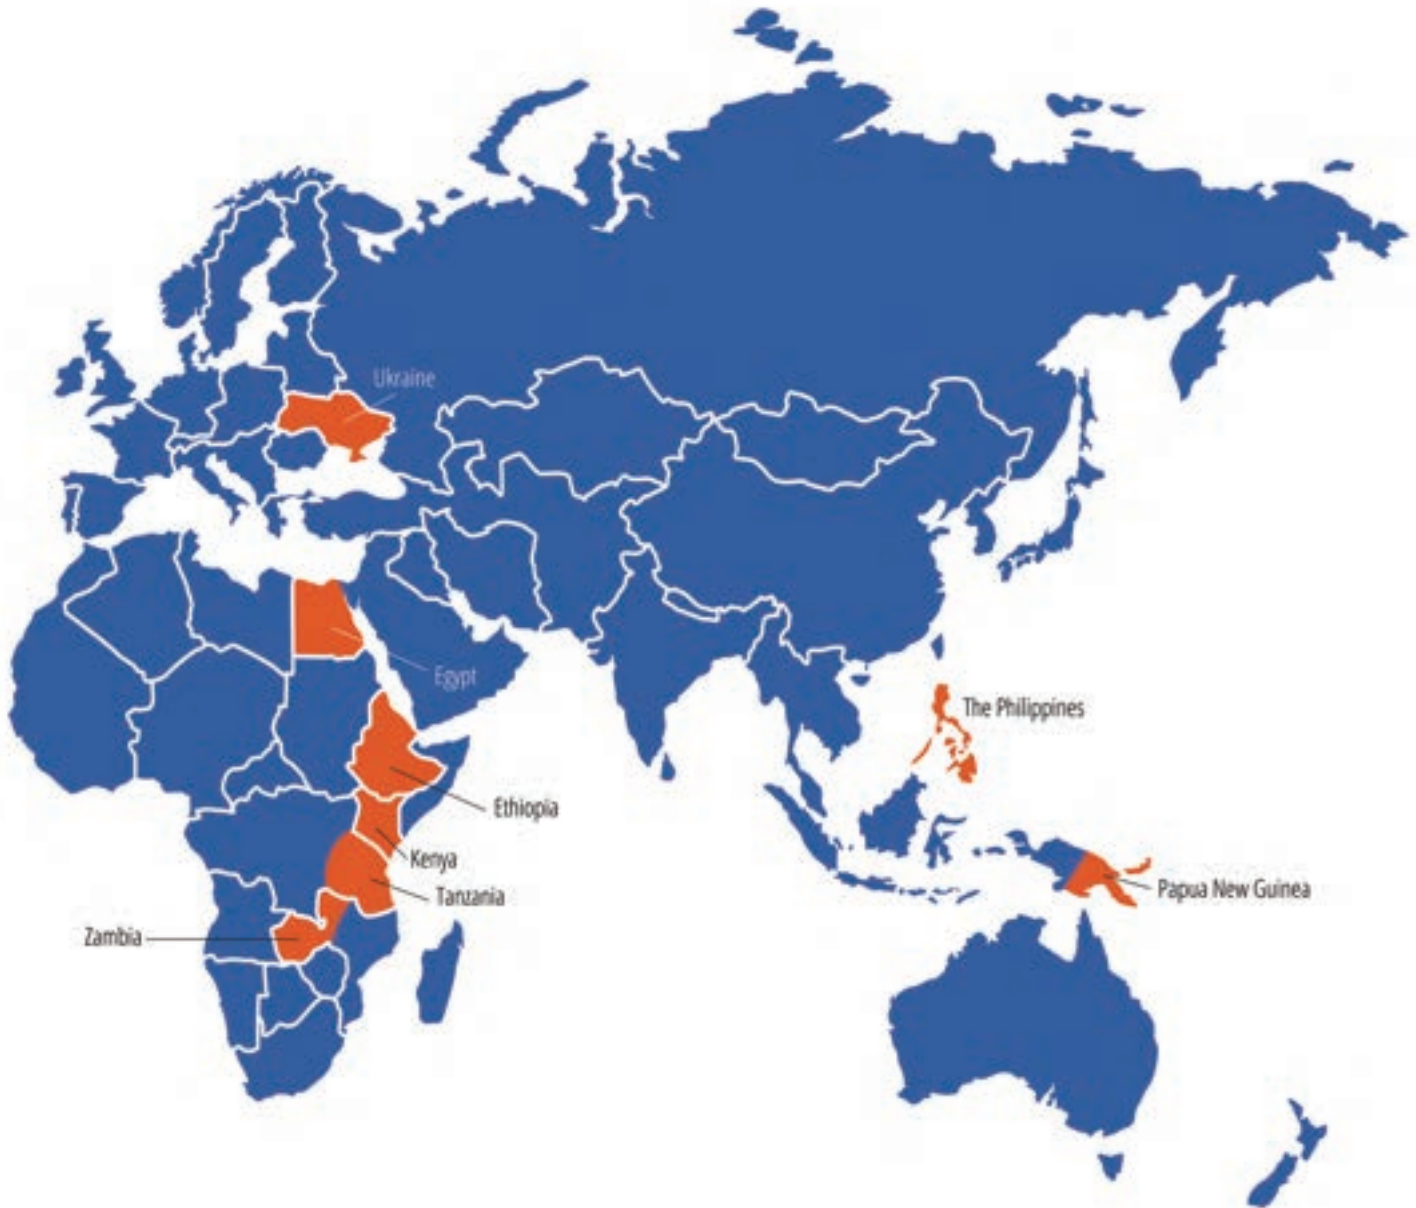 Ukraine
Egypt
The Philippines
Ethiopia
Kenya
Papua New Guinea
Tanzania
Zambia